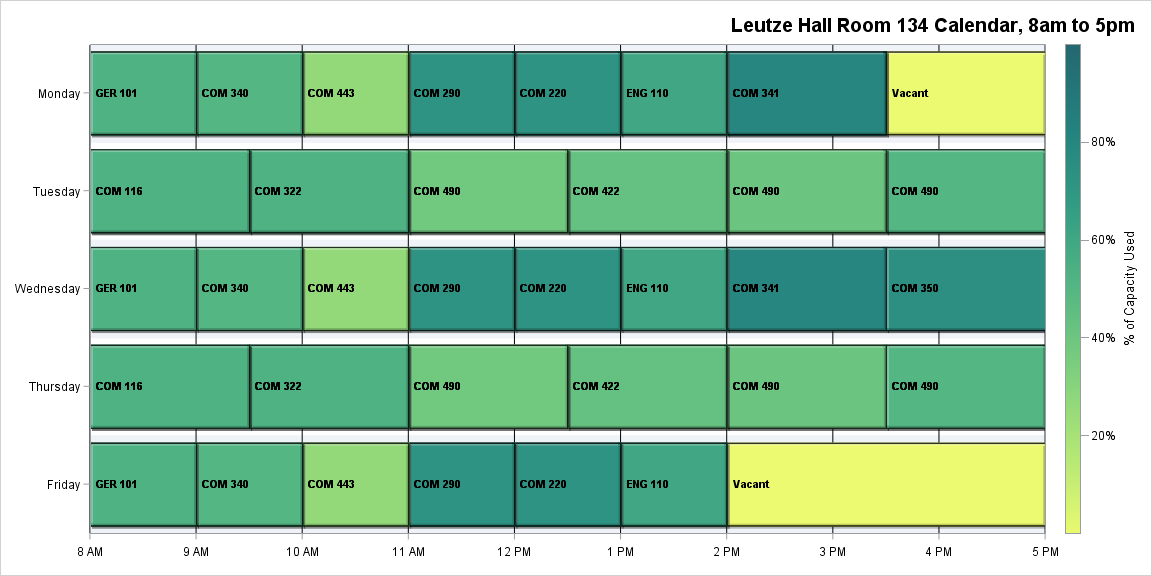 Leutze Hall Room 134 Calendar, 8am to 5pm
Monday
GER 101
COM 340
COM 443
COM 290
COM 220
ENG 110
COM 341
Vacant
Tuesday
COM 116
COM 322
COM 490
COM 422
COM 490
COM 490
Wednesday
GER 101
COM 340
COM 443
COM 290
COM 220
ENG 110
COM 341
COM 350
Thursday
COM 116
COM 322
COM 490
COM 422
COM 490
COM 490
Friday
GER 101
COM 340
COM 443
COM 290
COM 220
ENG 110
Vacant
8 AM
9 AM
10 AM
11 AM
12 PM
1 PM
2 PM
3 PM
4 PM
5 PM
80%
60%
40%
20%
% of Capacity Used